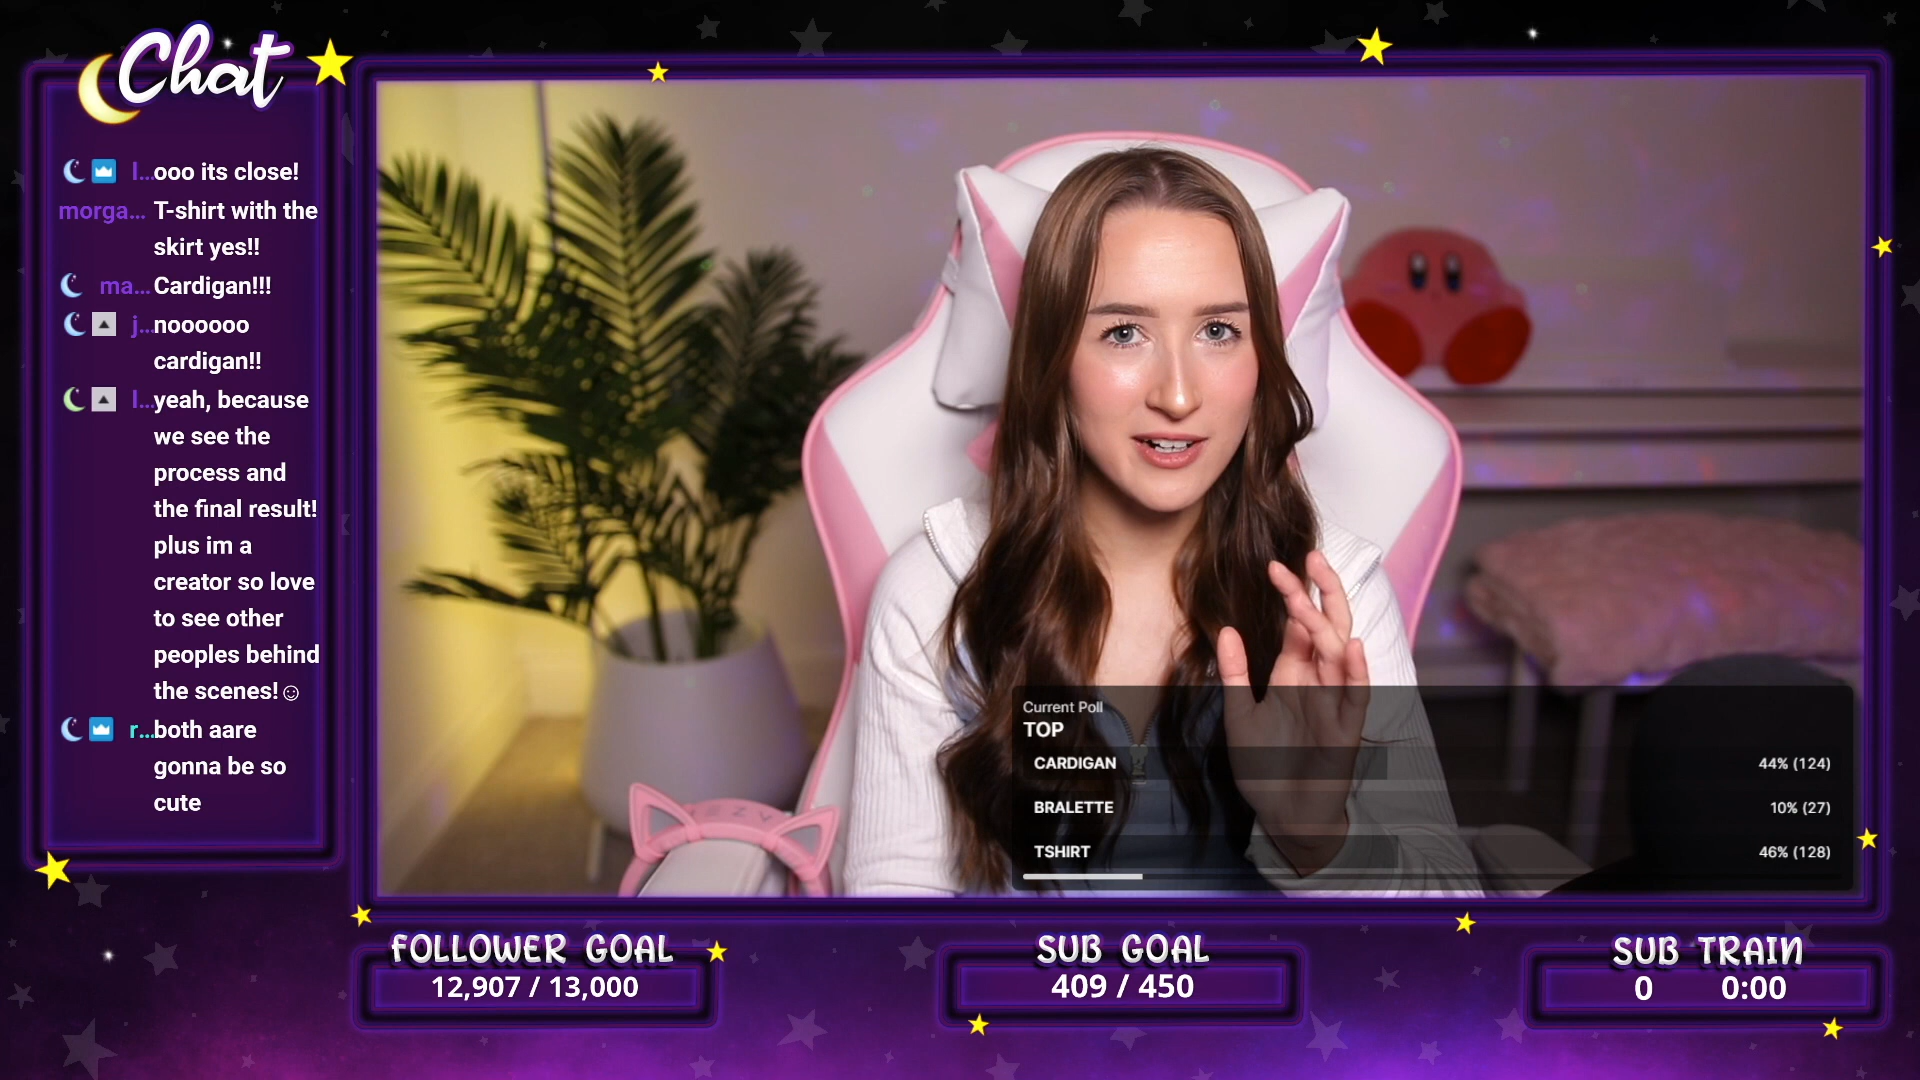 Chat
l...ooo its close!
morga... T-shirt with the
skirt yes!!
ma... Cardigan!!!
j...noooooo
cardigan!!
l...yeah, because
we see the
process and
the final result!
plus im a
creator so love
to see other
peoples behind
the scenes!☺
r...both aare
gonna be so
cute
Current Poll
TOP
CARDIGAN 44% (124)
BRALETTE 10% (27)
TSHIRT 46% (128)
FOLLOWER GOAL
12,907 / 13,000
SUB GOAL
409 / 450
SUB TRAIN
0 0:00